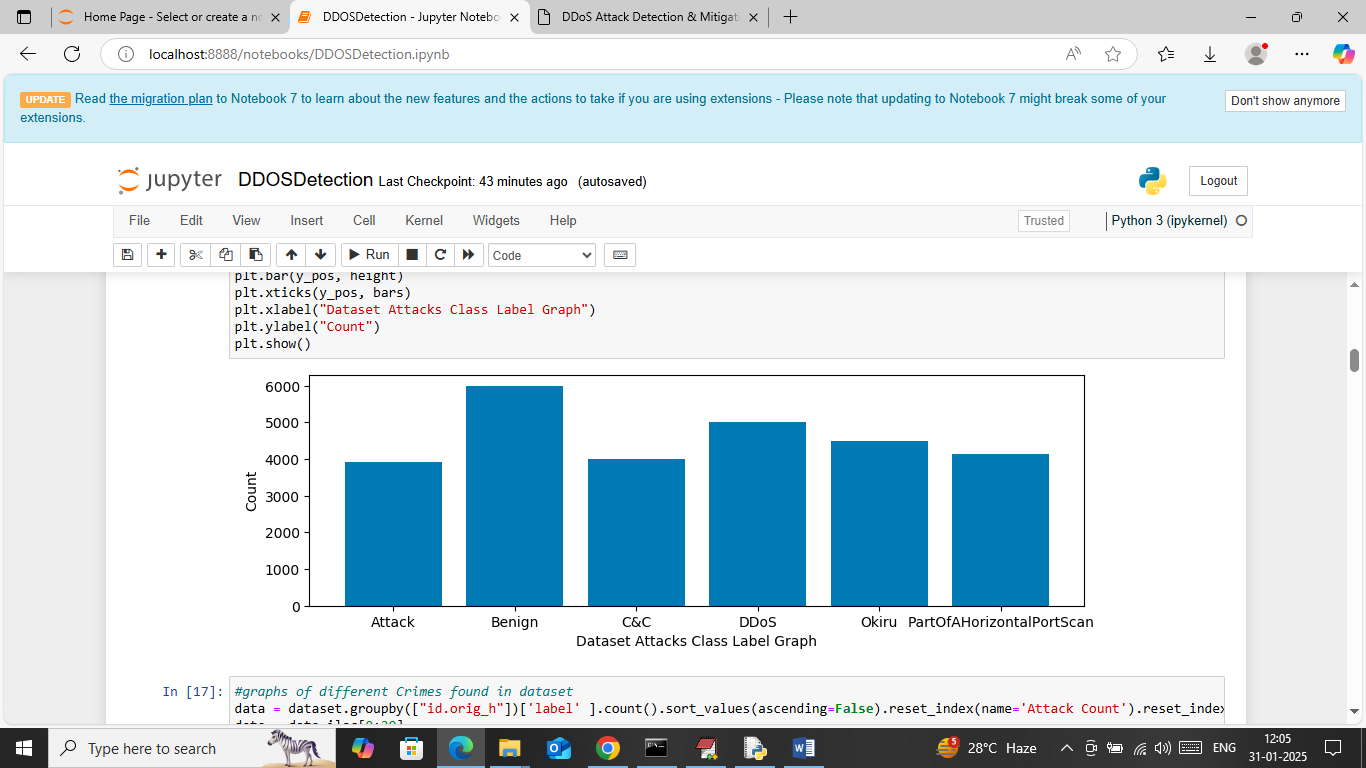 Home Page - Select or create a no
DDOSDetection - Jupyter Notebo
DDoS Attack Detection & Mitigat
localhost:8888/notebooks/DDOSDetection.ipynb
UPDATE Read the migration plan to Notebook 7 to learn about the new features and the actions to take if you are using extensions - Please note that updating to Notebook 7 might break some of your
extensions.
Don't show anymore
jupyter DDOSDetection Last Checkpoint: 43 minutes ago (autosaved)
Logout
File Edit View Insert Cell Kernel Widgets Help
Trusted
Python 3 (ipykernel)
Run
Code
plt.bar(y_pos, height)
plt.xticks(y_pos, bars)
plt.xlabel("Dataset Attacks Class Label Graph")
plt.ylabel("Count")
plt.show()
6000
5000
4000
3000
2000
1000
0
Count
Attack Benign C&C DDoS Okiru PartOfAHorizontalPortScan
Dataset Attacks Class Label Graph
In [17]:
#graphs of different Crimes found in dataset
data = dataset.groupby(["id.orig_h"])['label' ].count().sort_values(ascending=False).reset_index(name='Attack Count').reset_index
Type here to search
5
28°C Haze
ENG
12:05
31-01-2025